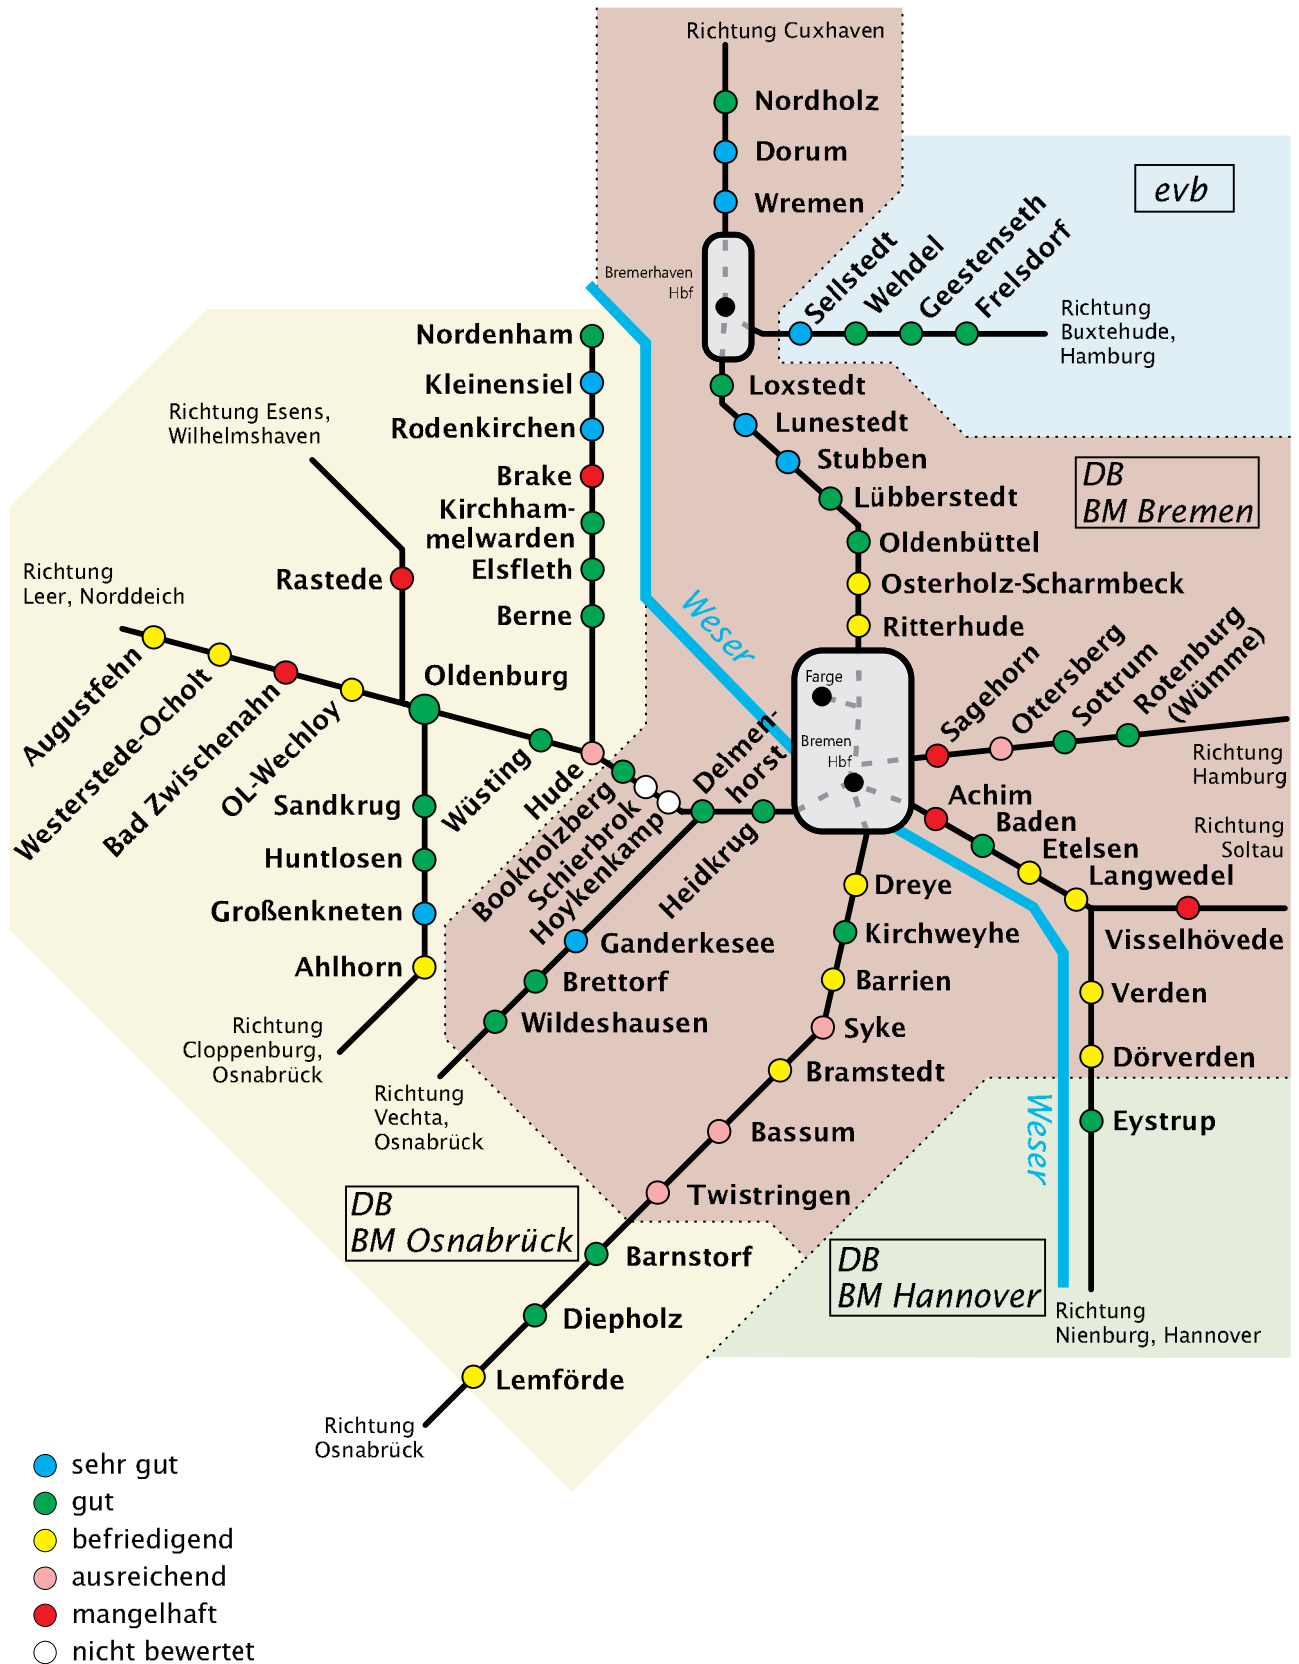 Richtung Cuxhaven
Nordholz
Dorum
Wremen
Bremerhaven
Hbf
evb
Sellstedt
Wehdel
Geestenseth
Frelsdorf
Richtung
Buxtehude,
Hamburg
Nordenham
Kleinensiel
Rodenkirchen
Brake
Kirchham-
melwarden
Elsfleth
Berne
Richtung Esens,
Wilhelmshaven
Rastede
Richtung
Leer, Norddeich
Loxstedt
Lunestedt
Stubben
Lübberstedt
Oldenbüttel
Osterholz-Scharmbeck
Ritterhude
DB
BM Bremen
Weser
Augustfehn
Westerstede-Ocholt
Bad Zwischenahn
OL-Wechloy
Oldenburg
Wüsting
Hude
Bookholzberg
Schierbrok
Hoykenkamp
Delmen-
horst
Heidkrug
Farge
Bremen
Hbf
Sagehorn
Ottersberg
Sottrum
Rotenburg
(Wümme)
Richtung
Hamburg
Achim
Baden
Etelsen
Langwedel
Richtung
Soltau
Visselhövede
Verden
Dörverden
Eystrup
Weser
Sandkrug
Huntlosen
Großenkneten
Ahlhorn
Richtung
Cloppenburg,
Osnabrück
Ganderkesee
Brettorf
Wildeshausen
Richtung
Vechta,
Osnabrück
Dreye
Kirchweyhe
Barrien
Syke
Bramstedt
Bassum
Twistringen
Barnstorf
Diepholz
Lemförde
DB
BM Osnabrück
DB
BM Hannover
Richtung
Nienburg, Hannover
Richtung
Osnabrück
sehr gut
gut
befriedigend
ausreichend
mangelhaft
nicht bewertet